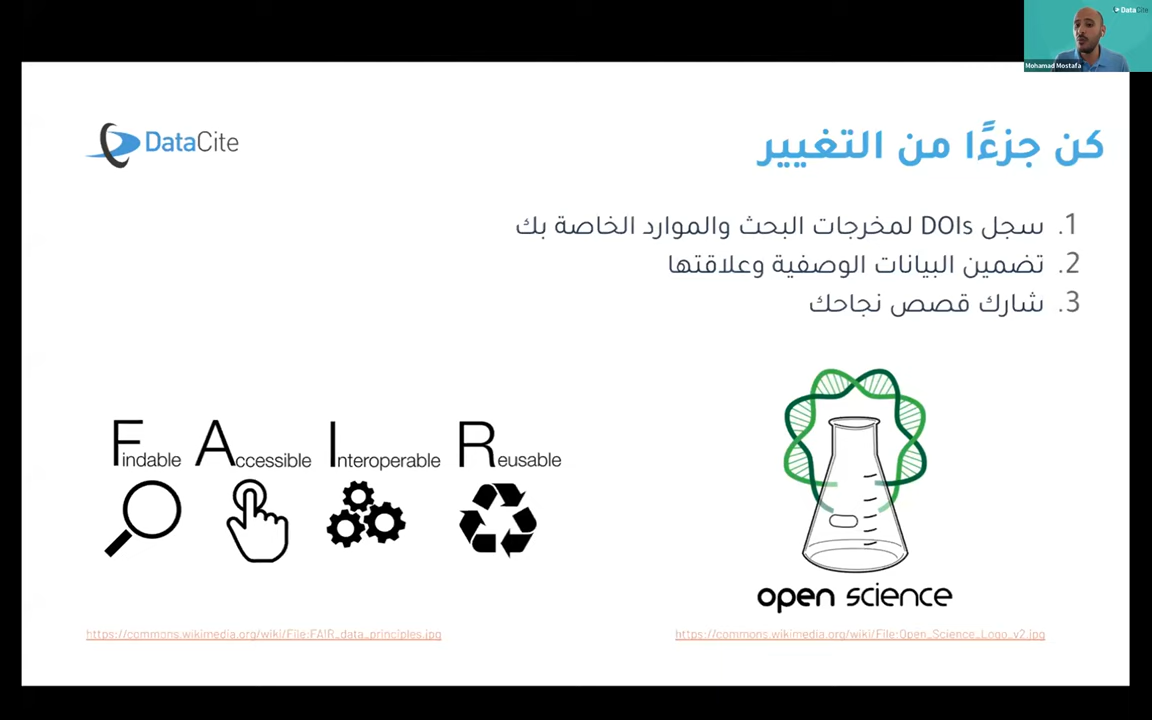 DataCite
Mohamad Mostafa
DataCite
كن جزءًا من التغيير
1. سجل DOIs لمخرجات البحث والموارد الخاصة بك
2. تضمين البيانات الوصفية وعلاقتها
3. شارك قصص نجاحك
Findable Accessible Interoperable Reusable
open science
https://commons.wikimedia.org/wiki/File:FAIR_data_principles.jpg
https://commons.wikimedia.org/wiki/File:Open_Science_Logo_v2.jpg